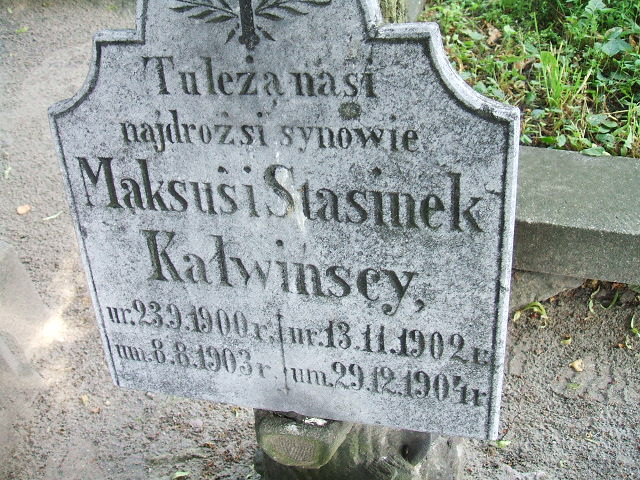 Tu leżą nasi
najdrożsi synowie
Maksuś i Stasinek
Kałwińscy,
ur. 23.9.1900 r. ur. 13.11.1902 r.
um. 8.8.1903 r. um. 29.12.1904 r.